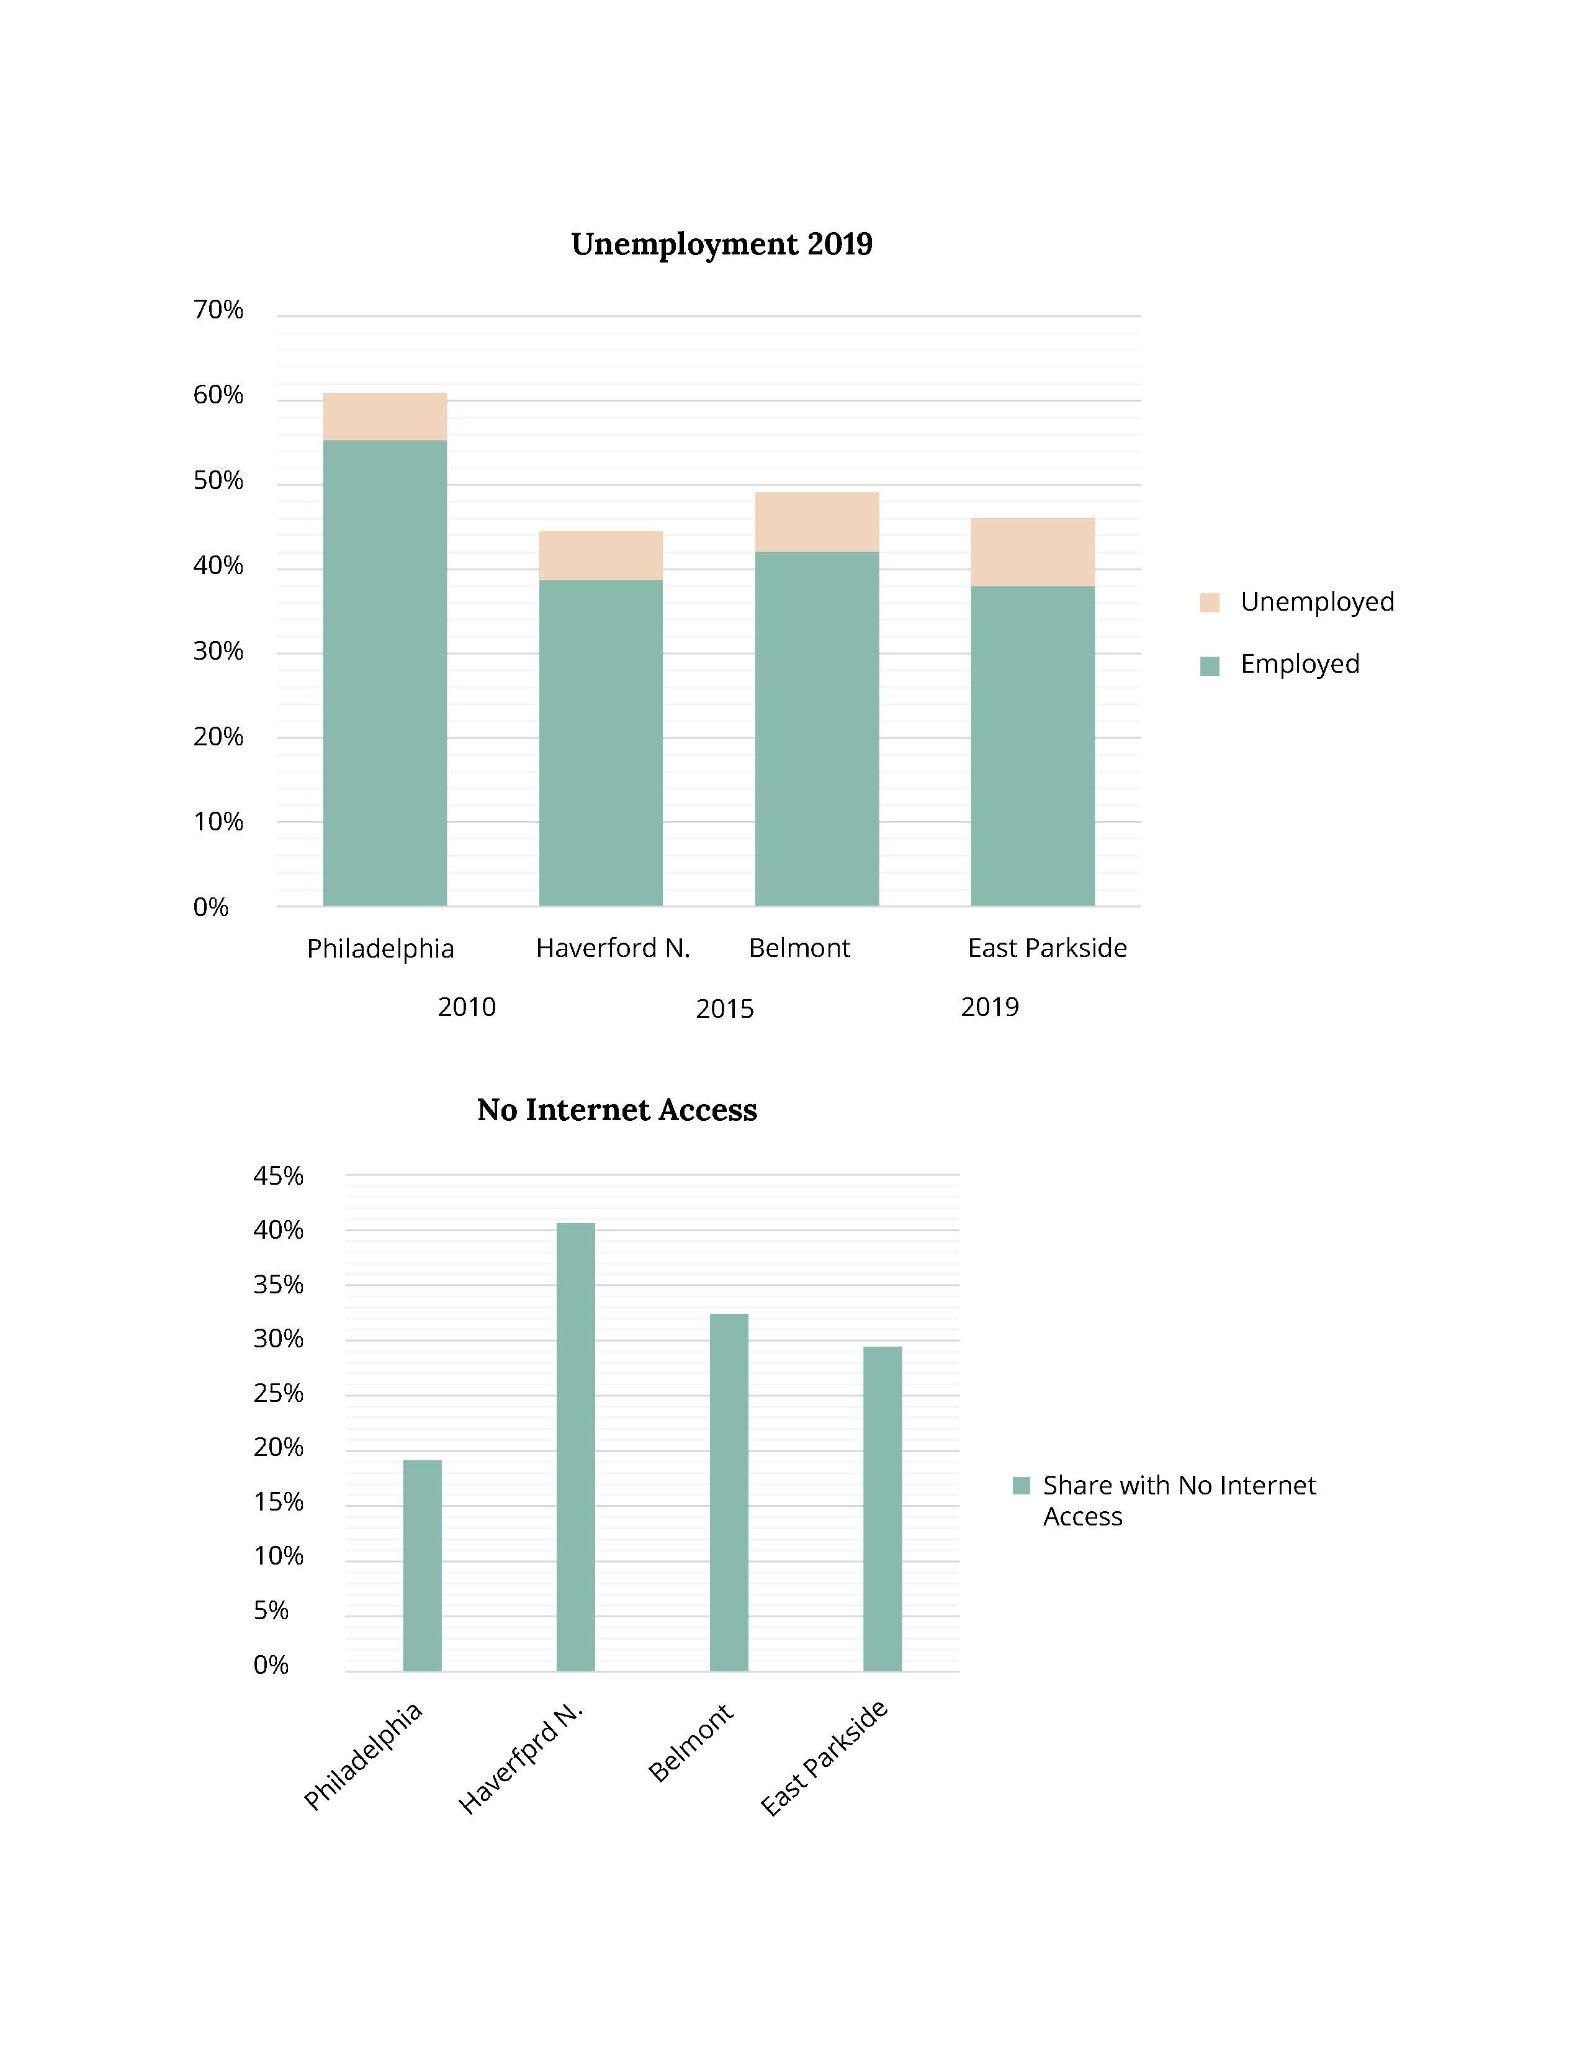 Unemployment 2019
70%
60%
50%
40%
30%
20%
10%
0%
Unemployed
Employed
Philadelphia Haverford N. Belmont East Parkside
2010 2015 2019
No Internet Access
45%
40%
35%
30%
25%
20%
15%
10%
5%
0%
Share with No Internet
Access
Philadelphia Haverfprd N. Belmont East Parkside